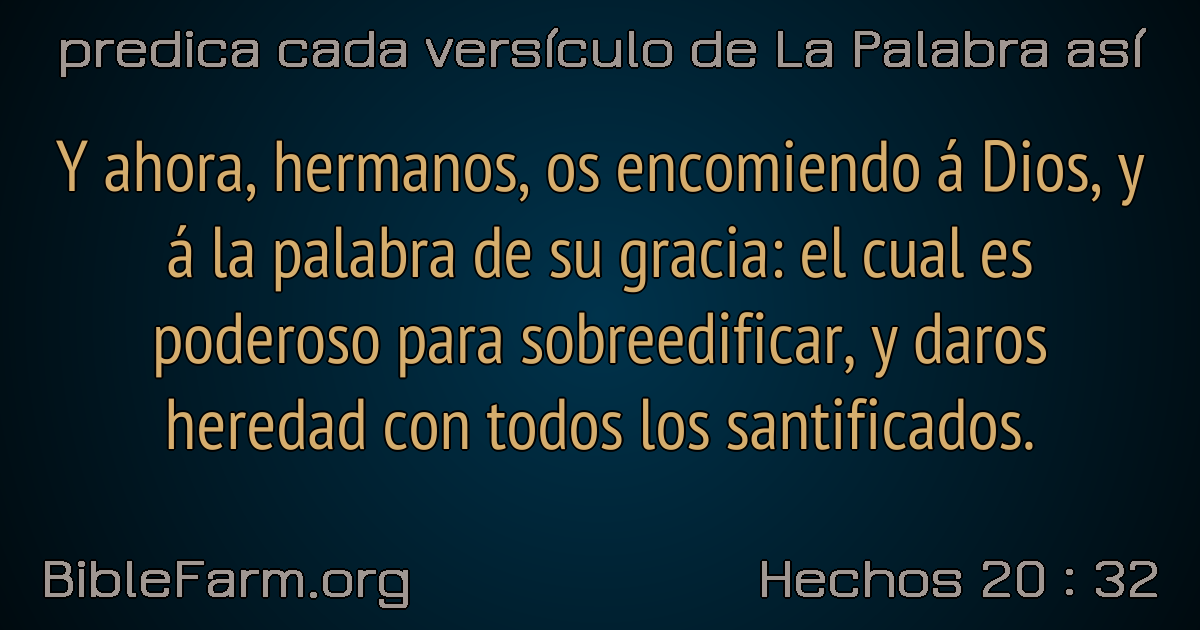 predica cada versículo de La Palabra así
Y ahora, hermanos, os encomiendo á Dios, y
á la palabra de su gracia: el cual es
poderoso para sobreedificar, y daros
heredad con todos los santificados.
BibleFarm.org
Hechos 20 : 32